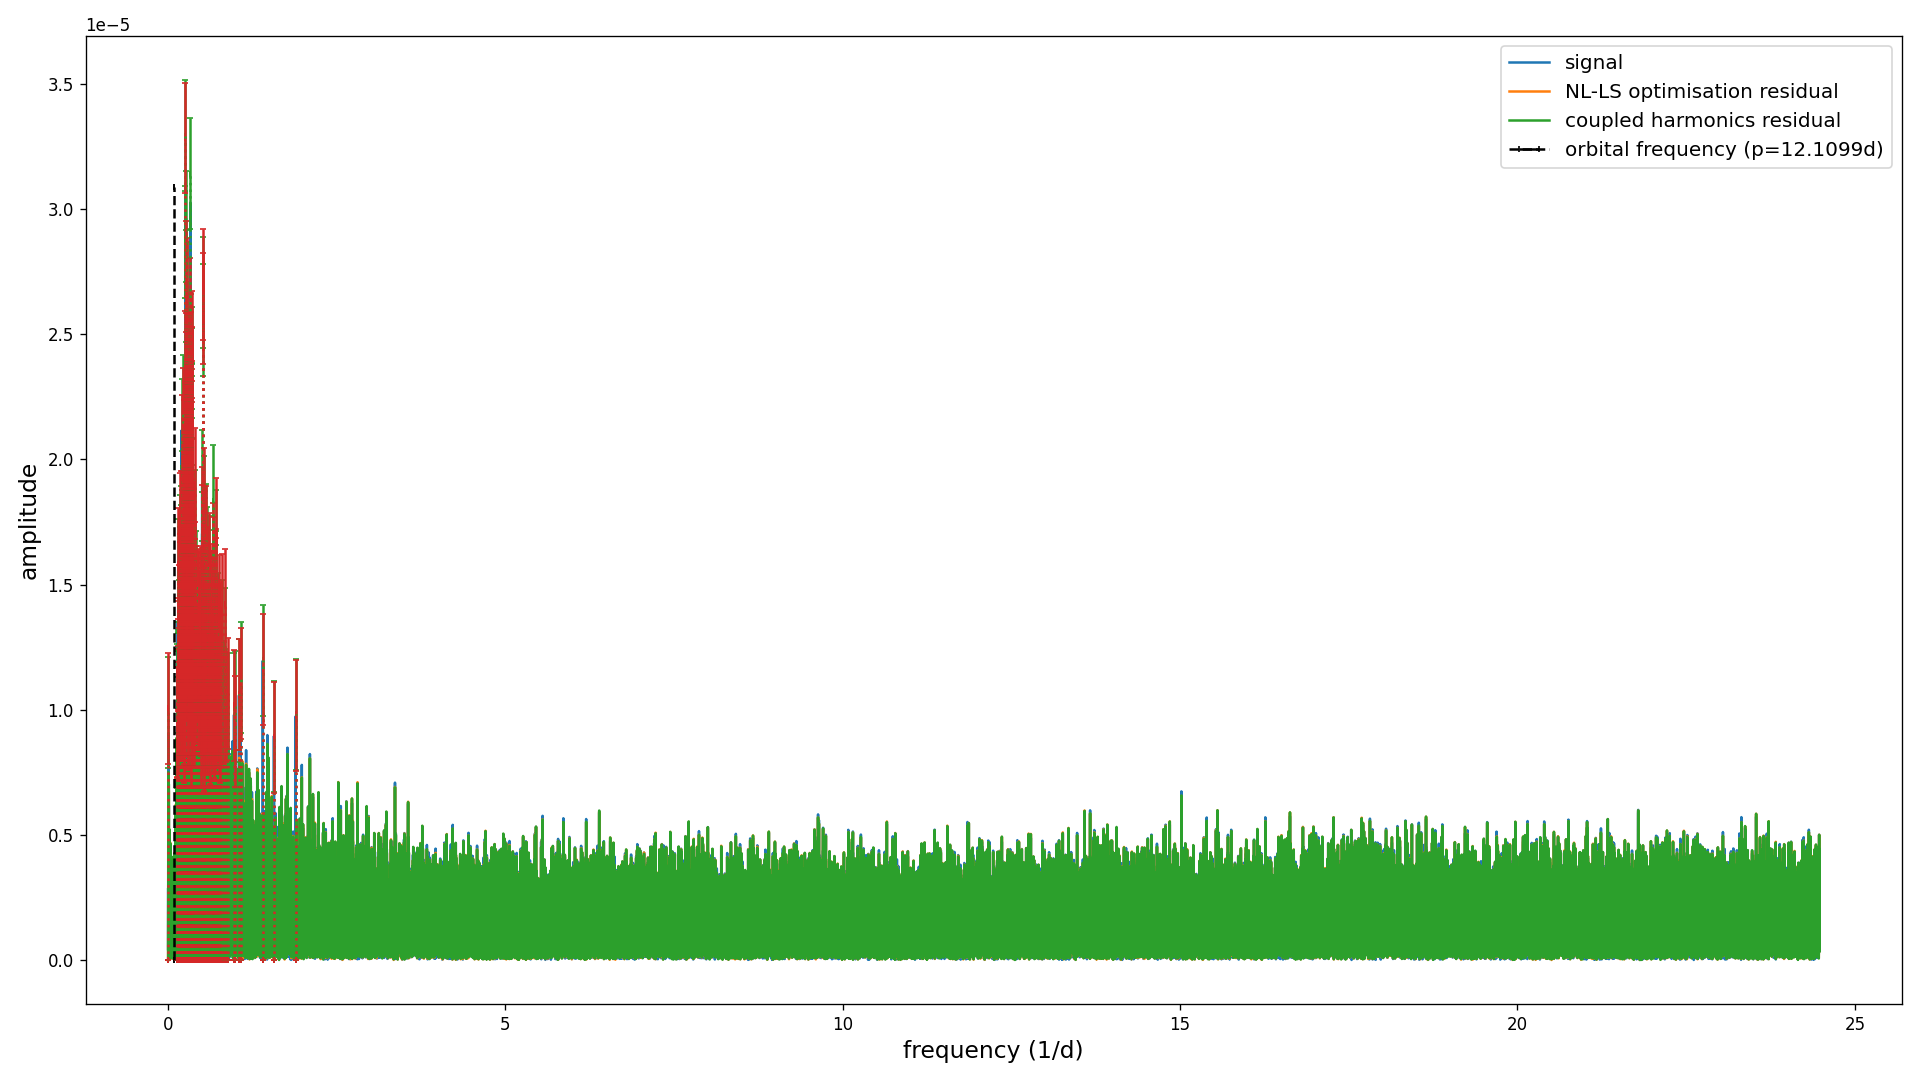 1e−5
3.5
3.0
2.5
2.0
1.5
1.0
0.5
0.0
amplitude
0
5
10
15
20
25
frequency (1/d)
signal
NL-LS optimisation residual
coupled harmonics residual
orbital frequency (p=12.1099d)